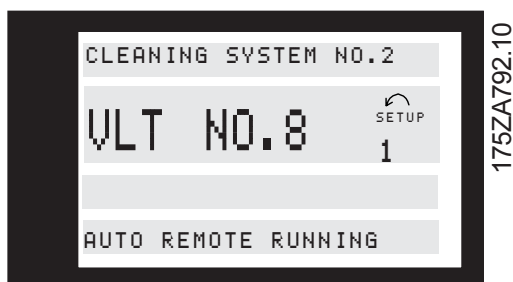 CLEANING SYSTEM NO.2
VLT NO.8
SETUP
1
AUTO REMOTE RUNNING
175ZA792.10